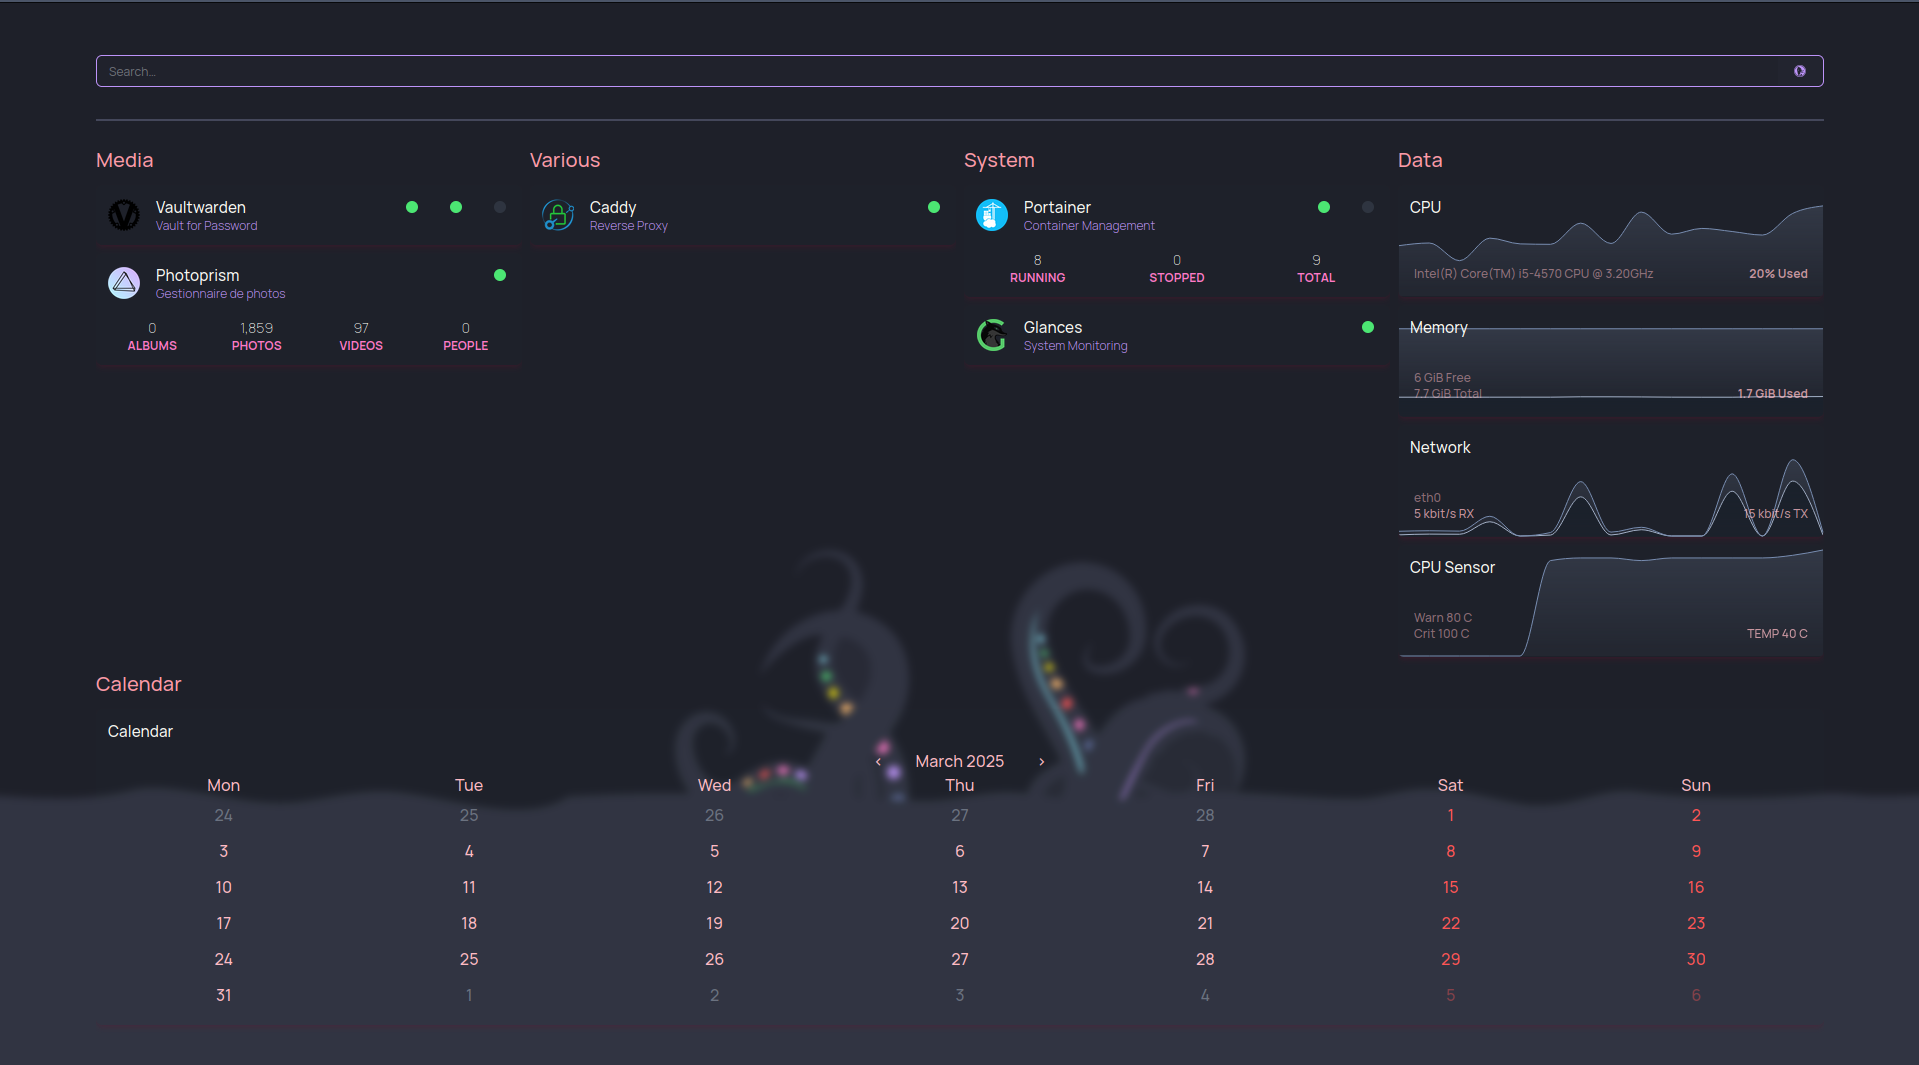 Search...
Media
Vaultwarden
Vault for Password
Photoprism
Gestionnaire de photos
0 1,859 97 0
ALBUMS PHOTOS VIDEOS PEOPLE
Various
Caddy
Reverse Proxy
System
Portainer
Container Management
8 0 9
RUNNING STOPPED TOTAL
Glances
System Monitoring
Data
CPU
Intel(R) Core(TM) i5-4570 CPU @ 3.20GHz 20% Used
Memory
6 GiB Free
7.7 GiB Total 1.7 GiB Used
Network
eth0
5 kbit/s RX 15 kbit/s TX
CPU Sensor
Warn 80 C
Crit 100 C TEMP 40 C
Calendar
Calendar
‹ March 2025 ›
Mon Tue Wed Thu Fri Sat Sun
24 25 26 27 28 1 2
3 4 5 6 7 8 9
10 11 12 13 14 15 16
17 18 19 20 21 22 23
24 25 26 27 28 29 30
31 1 2 3 4 5 6